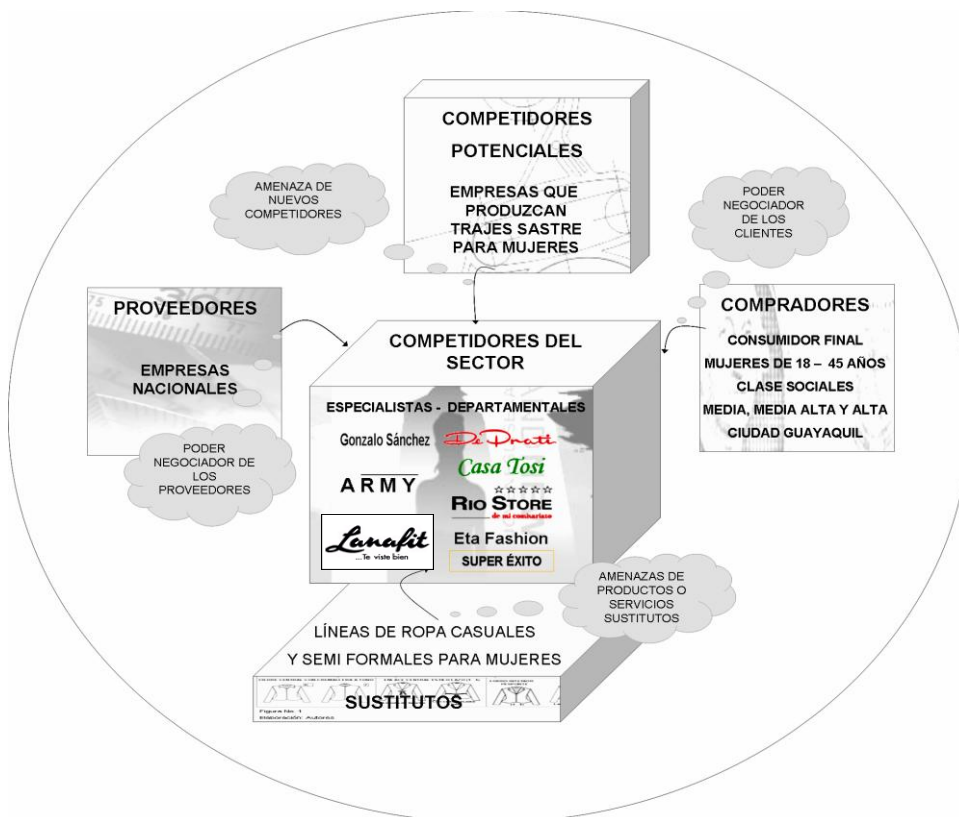 COMPETIDORES
POTENCIALES
EMPRESAS QUE
PRODUZCAN
TRAJES SASTRE
PARA MUJERES
AMENAZA DE
NUEVOS
COMPETIDORES
PODER
NEGOCIADOR
DE LOS
CLIENTES
PROVEEDORES
EMPRESAS
NACIONALES
PODER
NEGOCIADOR DE
LOS
PROVEEDORES
COMPETIDORES DEL
SECTOR
ESPECIALISTAS - DEPARTAMENTALES
Gonzalo Sánchez
ARMY
Lanafit
...Te viste bien
De Prati
Casa Tosi
RIO STORE
de mi comisariato
Eta Fashion
SUPER ÉXITO
COMPRADORES
CONSUMIDOR FINAL
MUJERES DE 18 – 45 AÑOS
CLASE SOCIALES
MEDIA, MEDIA ALTA Y ALTA
CIUDAD GUAYAQUIL
AMENAZAS DE
PRODUCTOS O
SERVICIOS
SUSTITUTOS
LÍNEAS DE ROPA CASUALES
Y SEMI FORMALES PARA MUJERES
SUSTITUTOS
Figura No. 1
Elaboración: Autores